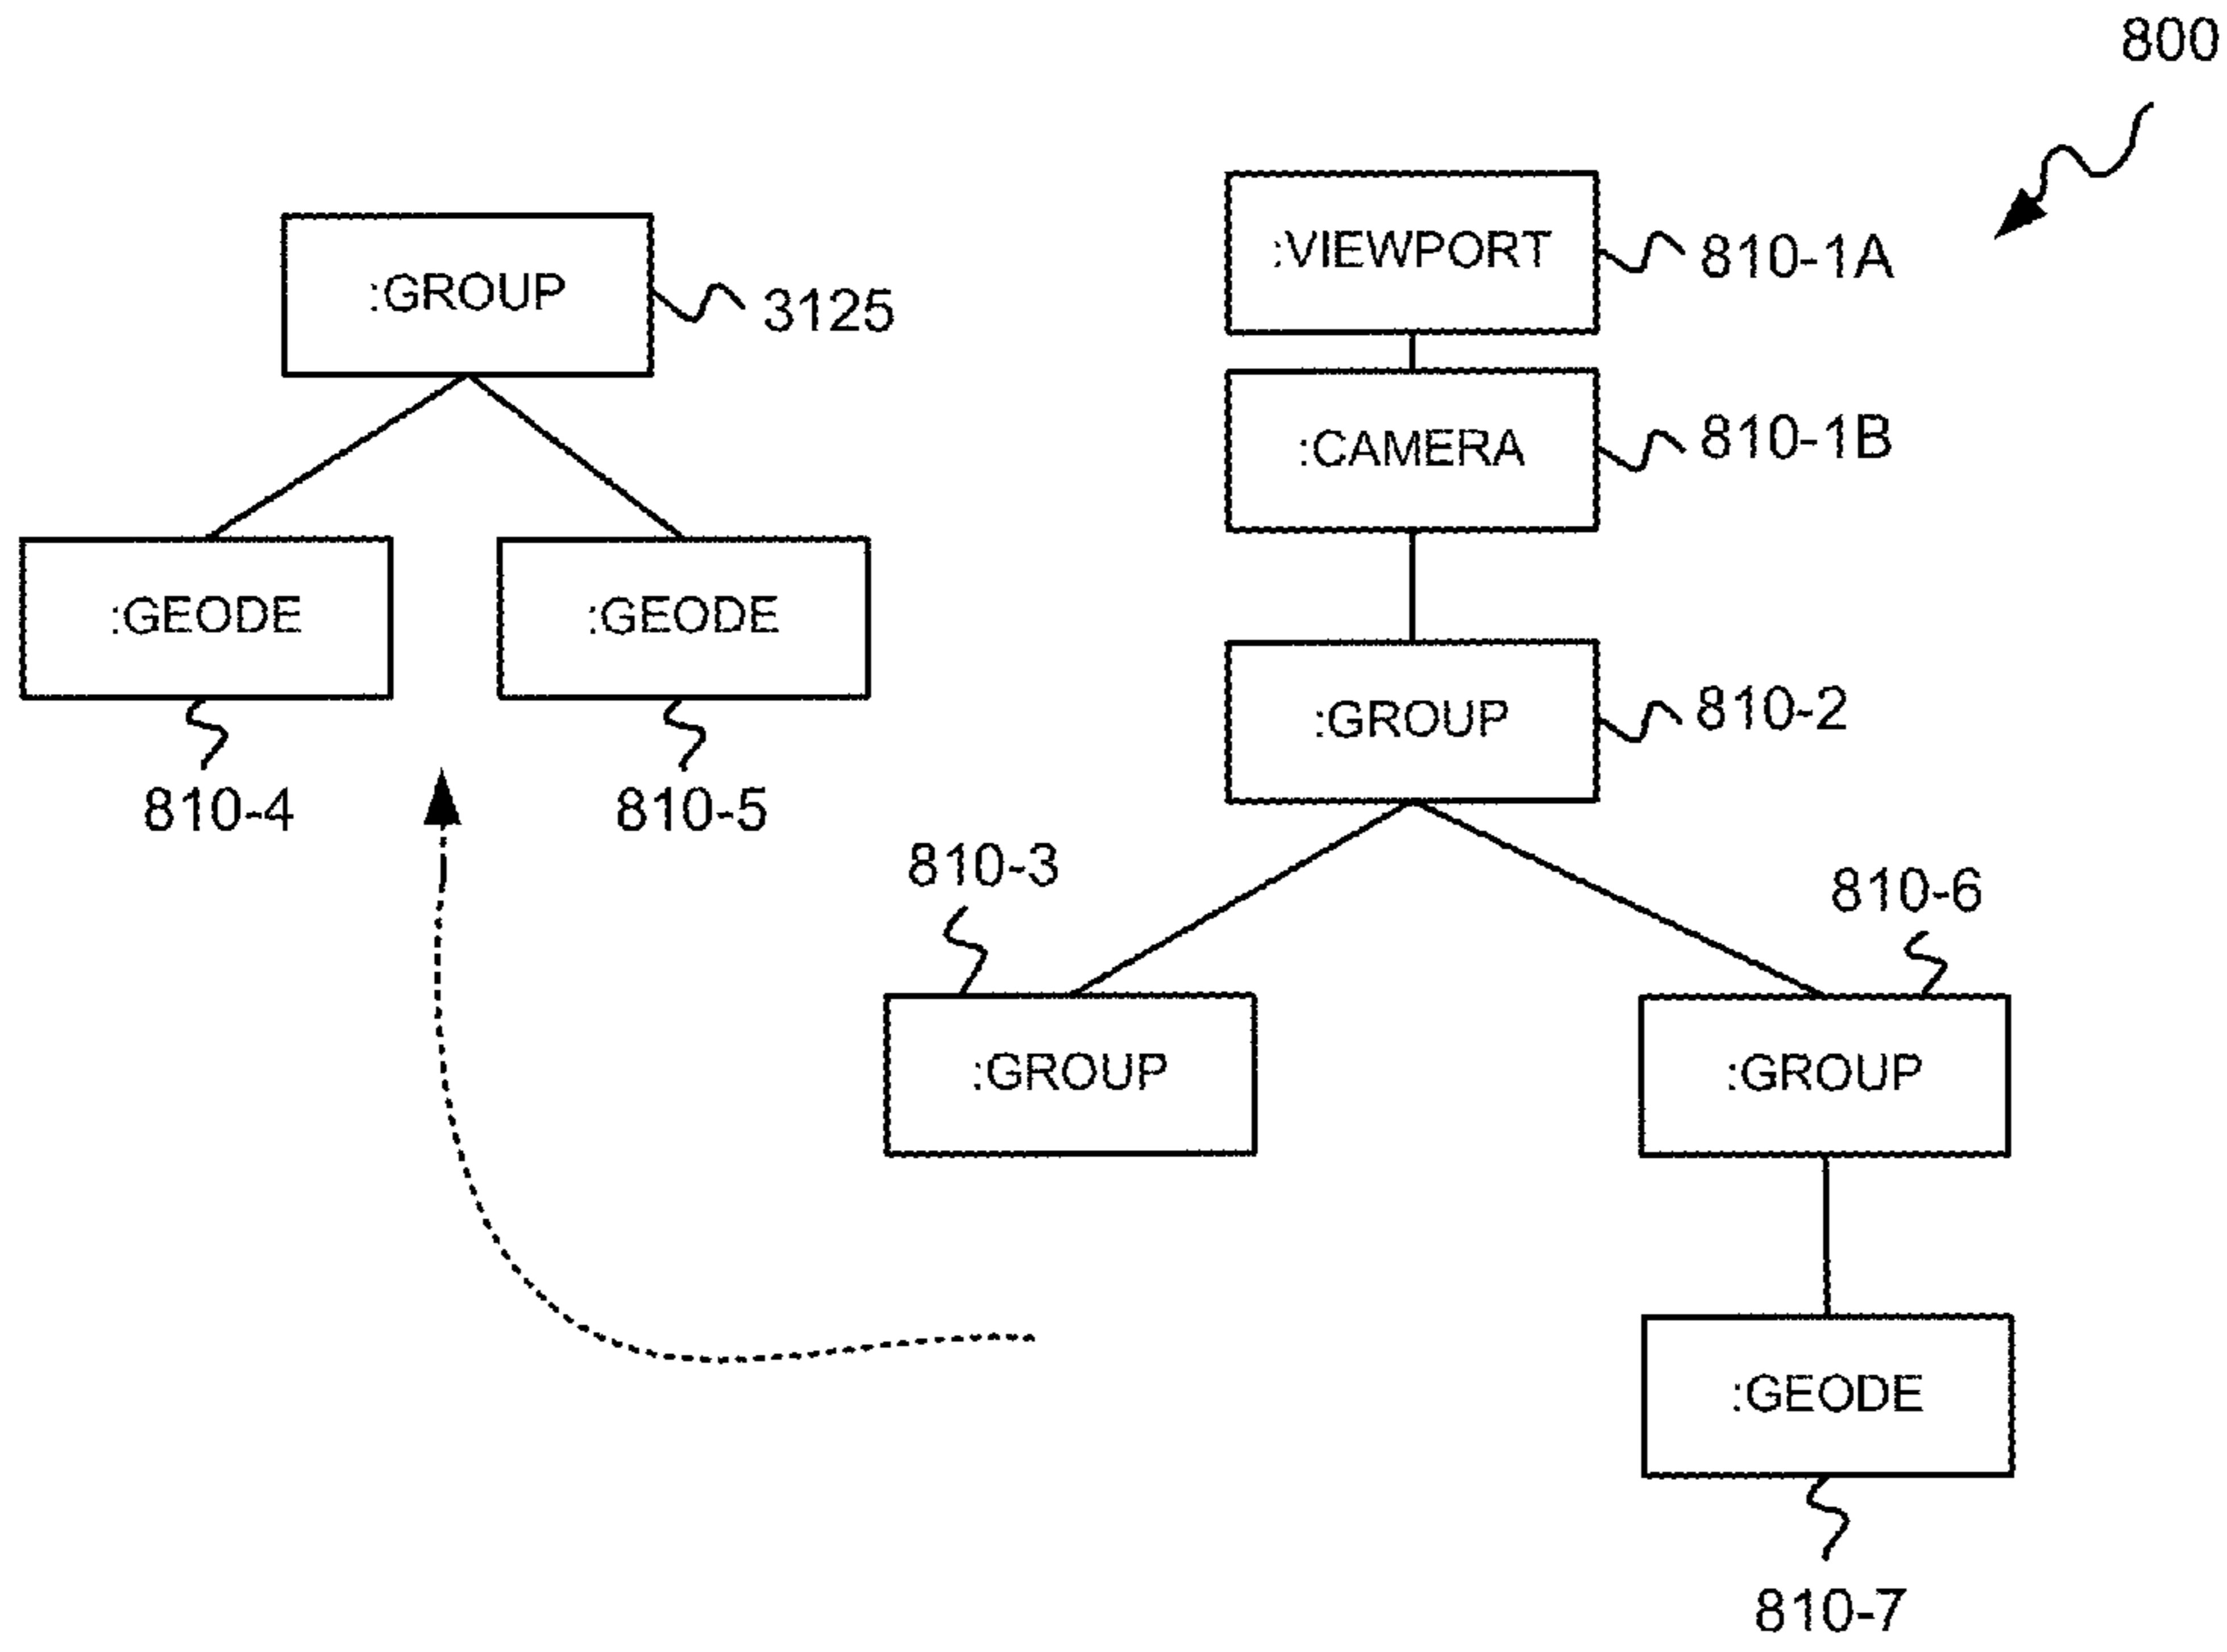 800
:VIEWPORT
810-1A
:GROUP
3125
:CAMERA
810-1B
:GEODE
:GEODE
:GROUP
810-2
810-4
810-5
810-3
810-6
:GROUP
:GROUP
:GEODE
810-7